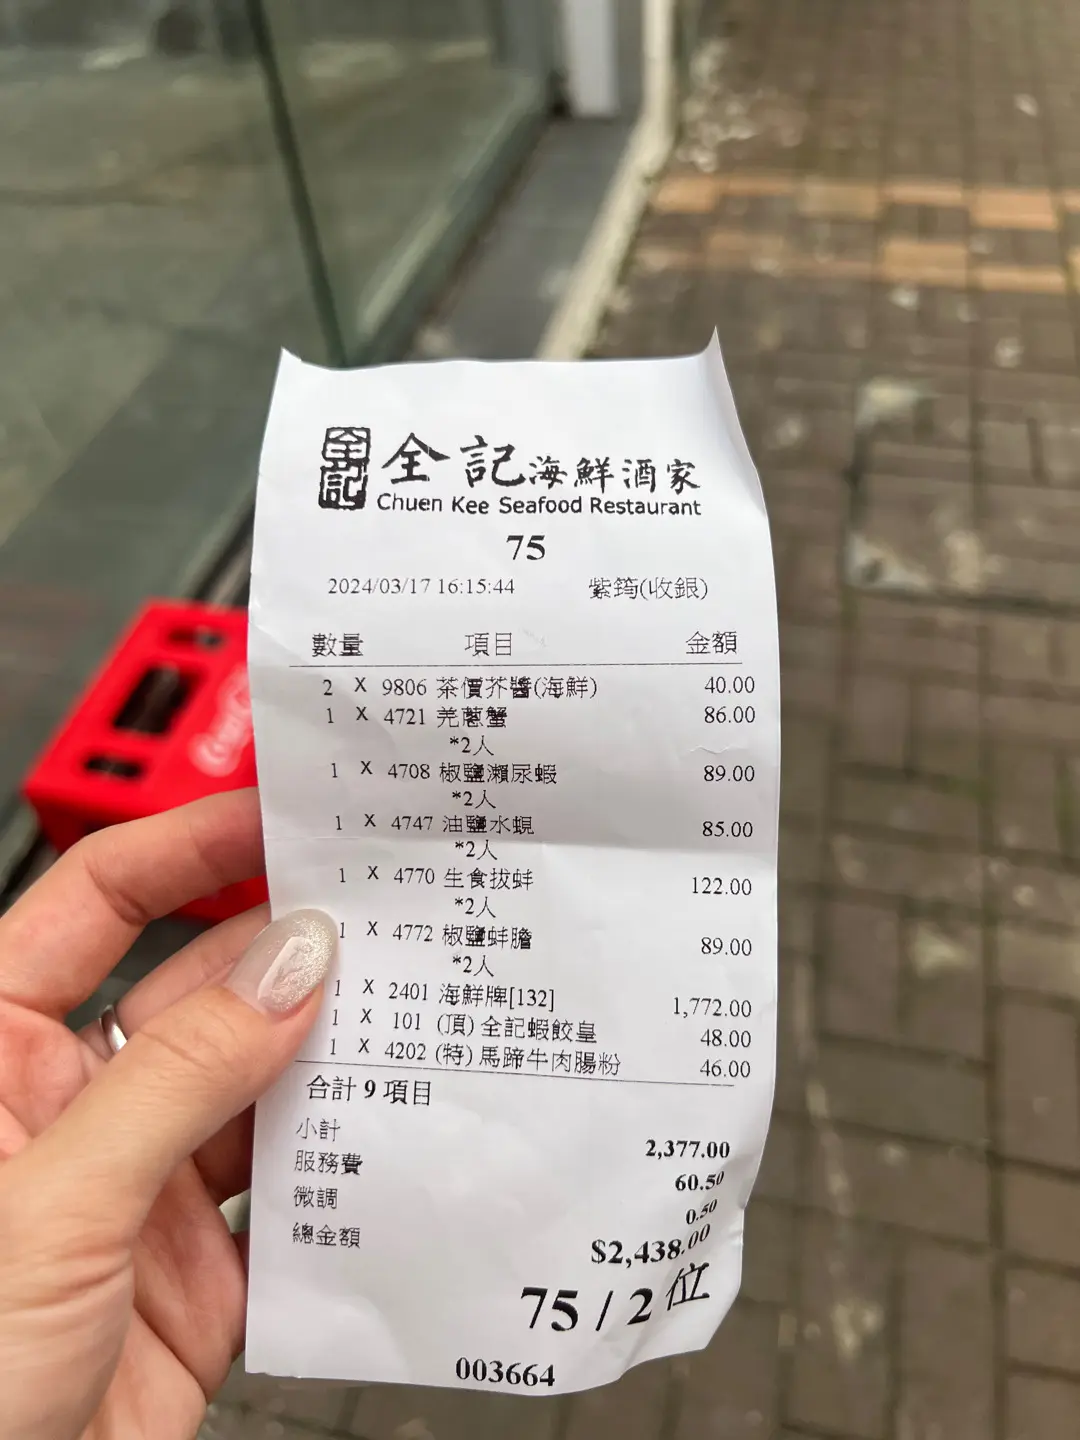 全記 全記海鮮酒家
Chuen Kee Seafood Restaurant
75
2024/03/17 16:15:44 紫筠(收銀)
數量 項目 金額
2 X 9806 茶價芥醬(海鮮) 40.00
1 X 4721 羌蔥蟹 86.00
*2人
1 X 4708 椒鹽瀨尿蝦 89.00
*2人
1 X 4747 油鹽水蜆 85.00
*2人
1 X 4770 生食拔蚌 122.00
*2人
1 X 4772 椒鹽蚌膽 89.00
*2人
1 X 2401 海鮮牌[132] 1,772.00
1 X 101 (頂) 全記蝦餃皇 48.00
1 X 4202 (特) 馬蹄牛肉腸粉 46.00
合計 9 項目
小計 2,377.00
服務費 60.50
微調 0.50
總金額 $2,438.00
75 / 2 位
003664